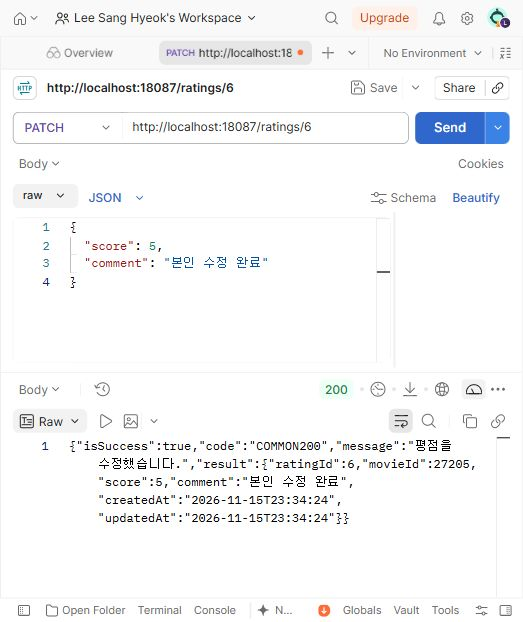 Lee Sang Hyeok's Workspace
Upgrade
L
Overview
PATCH http://localhost:18
No Environment
HTTP http://localhost:18087/ratings/6
Save
Share
PATCH
http://localhost:18087/ratings/6
Send
Body
Cookies
raw
JSON
Schema
Beautify
1 {
2 "score": 5,
3 "comment": "본인 수정 완료"
4 }
Body
200
Raw
1 {"isSuccess":true,"code":"COMMON200","message":"평점을
수정했습니다.","result":{"ratingId":6,"movieId":27205,
"score":5,"comment":"본인 수정 완료",
"createdAt":"2026-11-15T23:34:24",
"updatedAt":"2026-11-15T23:34:24"}}
Open Folder
Terminal
Console
N...
Globals
Vault
Tools